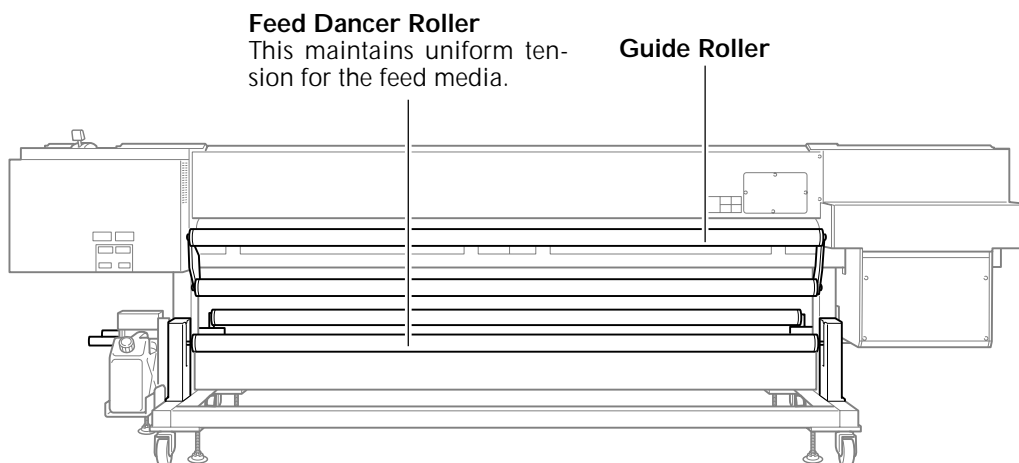 Feed Dancer Roller
This maintains uniform ten-
sion for the feed media.
Guide Roller